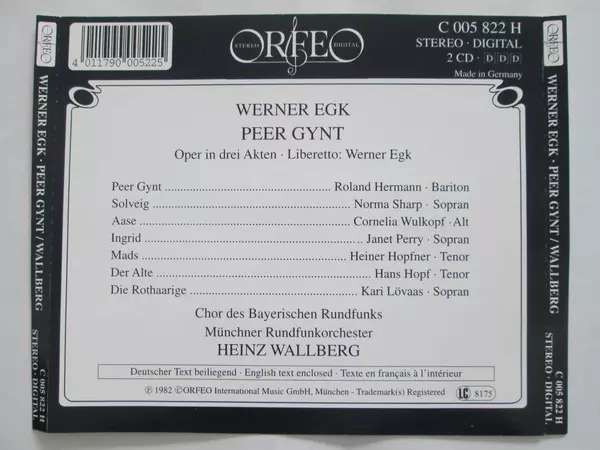 4 011790 005225
STEREO ORFEO DIGITAL
C 005 822 H
STEREO · DIGITAL
2 CD · D D D
Made in Germany
WERNER EGK
PEER GYNT
Oper in drei Akten · Liberetto: Werner Egk
Peer Gynt Roland Hermann · Bariton
Solveig Norma Sharp · Sopran
Aase Cornelia Wulkopf · Alt
Ingrid Janet Perry · Sopran
Mads Heiner Hopfner · Tenor
Der Alte Hans Hopf · Tenor
Die Rothaarige Kari Lövaas · Sopran
Chor des Bayerischen Rundfunks
Münchner Rundfunkorchester
HEINZ WALLBERG
Deutscher Text beiliegend · English text enclosed · Texte en français à l'intérieur
℗ 1982 ©ORFEO International Music GmbH, München - Trademark(s) Registered LC 8175
ORFEO WERNER EGK · PEER GYNT / WALLBERG STEREO · DIGITAL C 005 822 H
ORFEO WERNER EGK · PEER GYNT / WALLBERG C 005 822 H STEREO · DIGITAL